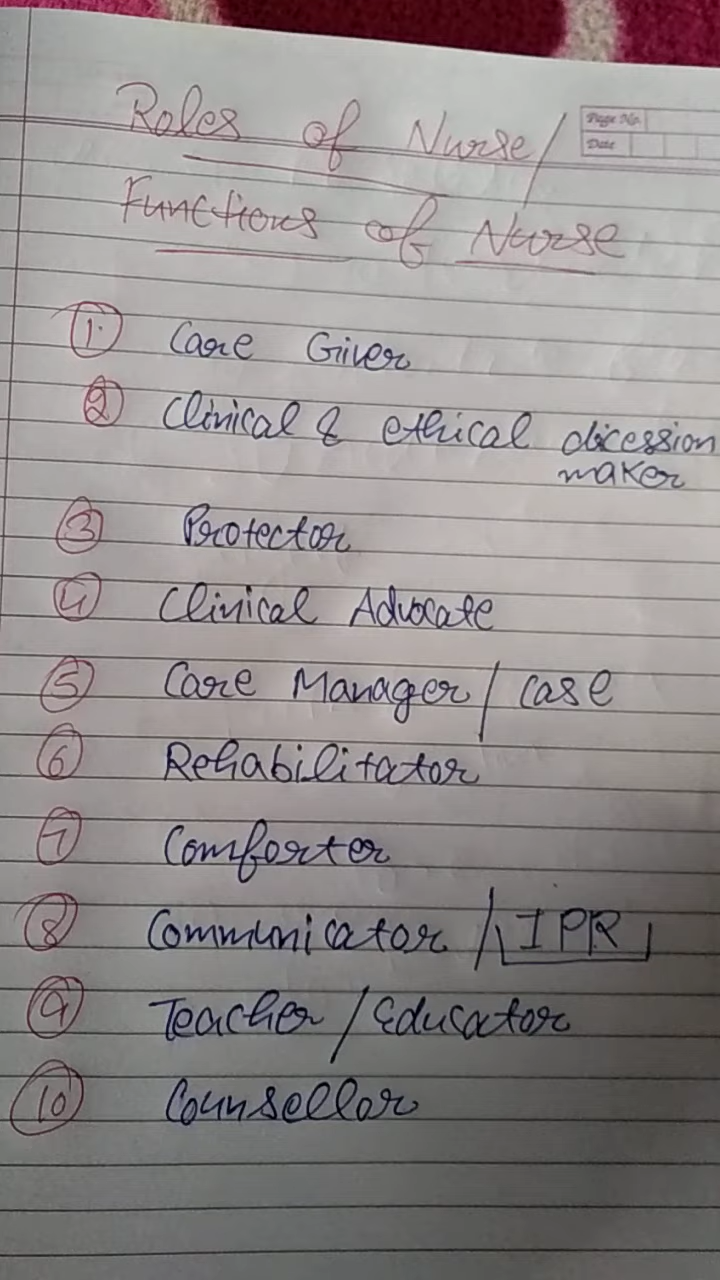 Page No.
Date
Roles of Nurse/
Functions of Nurse
1. Care Giver
2 Clinical & ethical dicession
maker
3 Protector
4 Clinical Advocate
5 Care Manager / case
6 Rehabilitator
7 Comforter
8 Communicator / IPR
9 Teacher / Educator
10 Counsellor